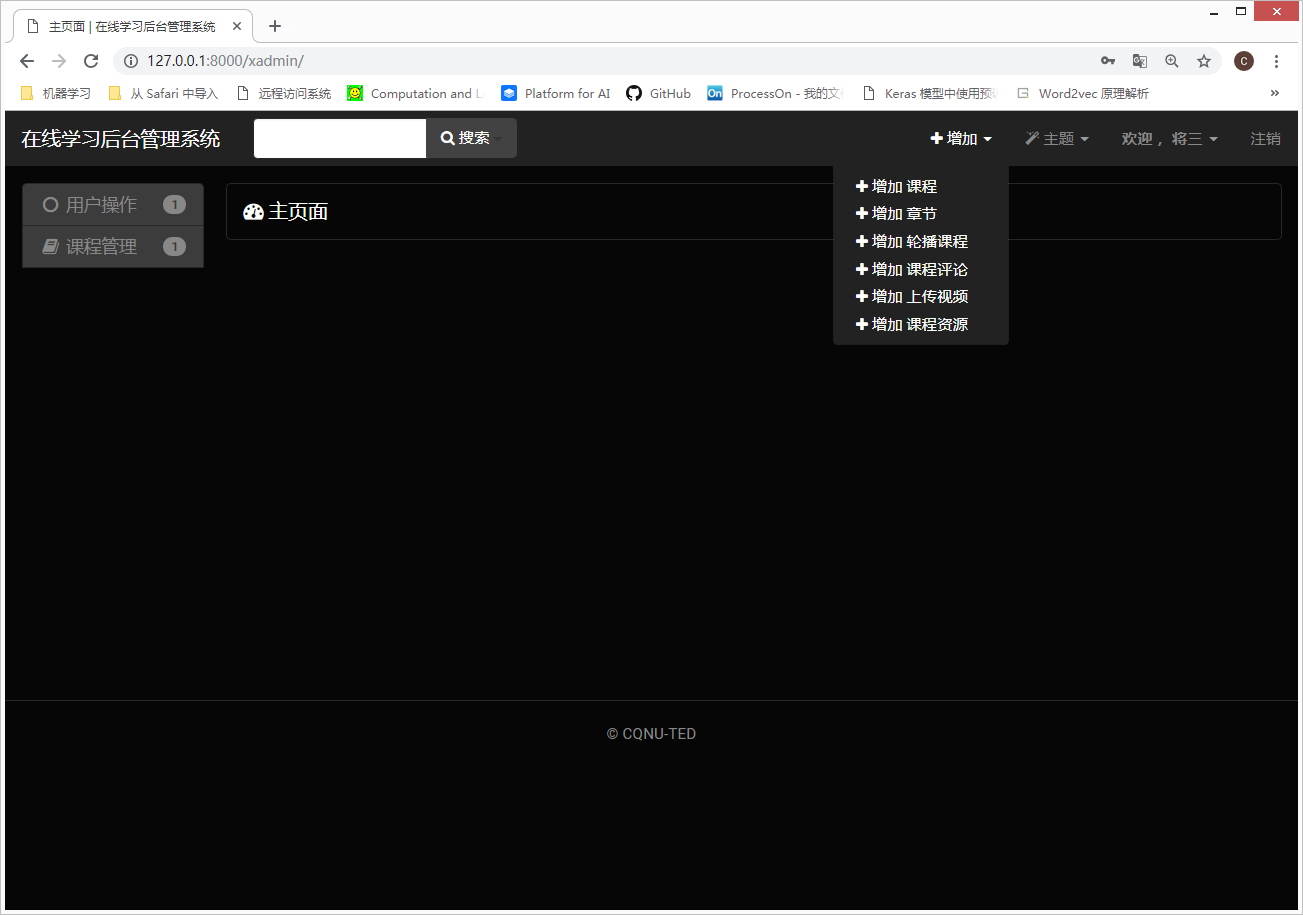 主页面 | 在线学习后台管理系统
127.0.0.1:8000/xadmin/
C
机器学习 从 Safari 中导入 远程访问系统 Computation and L Platform for AI On GitHub ProcessOn - 我的文 Keras 模型中使用预 Word2vec 原理解析 »
在线学习后台管理系统 搜索 增加 主题 欢迎， 将三 注销
用户操作 1
课程管理 1
主页面
增加 课程
增加 章节
增加 轮播课程
增加 课程评论
增加 上传视频
增加 课程资源
© CQNU-TED